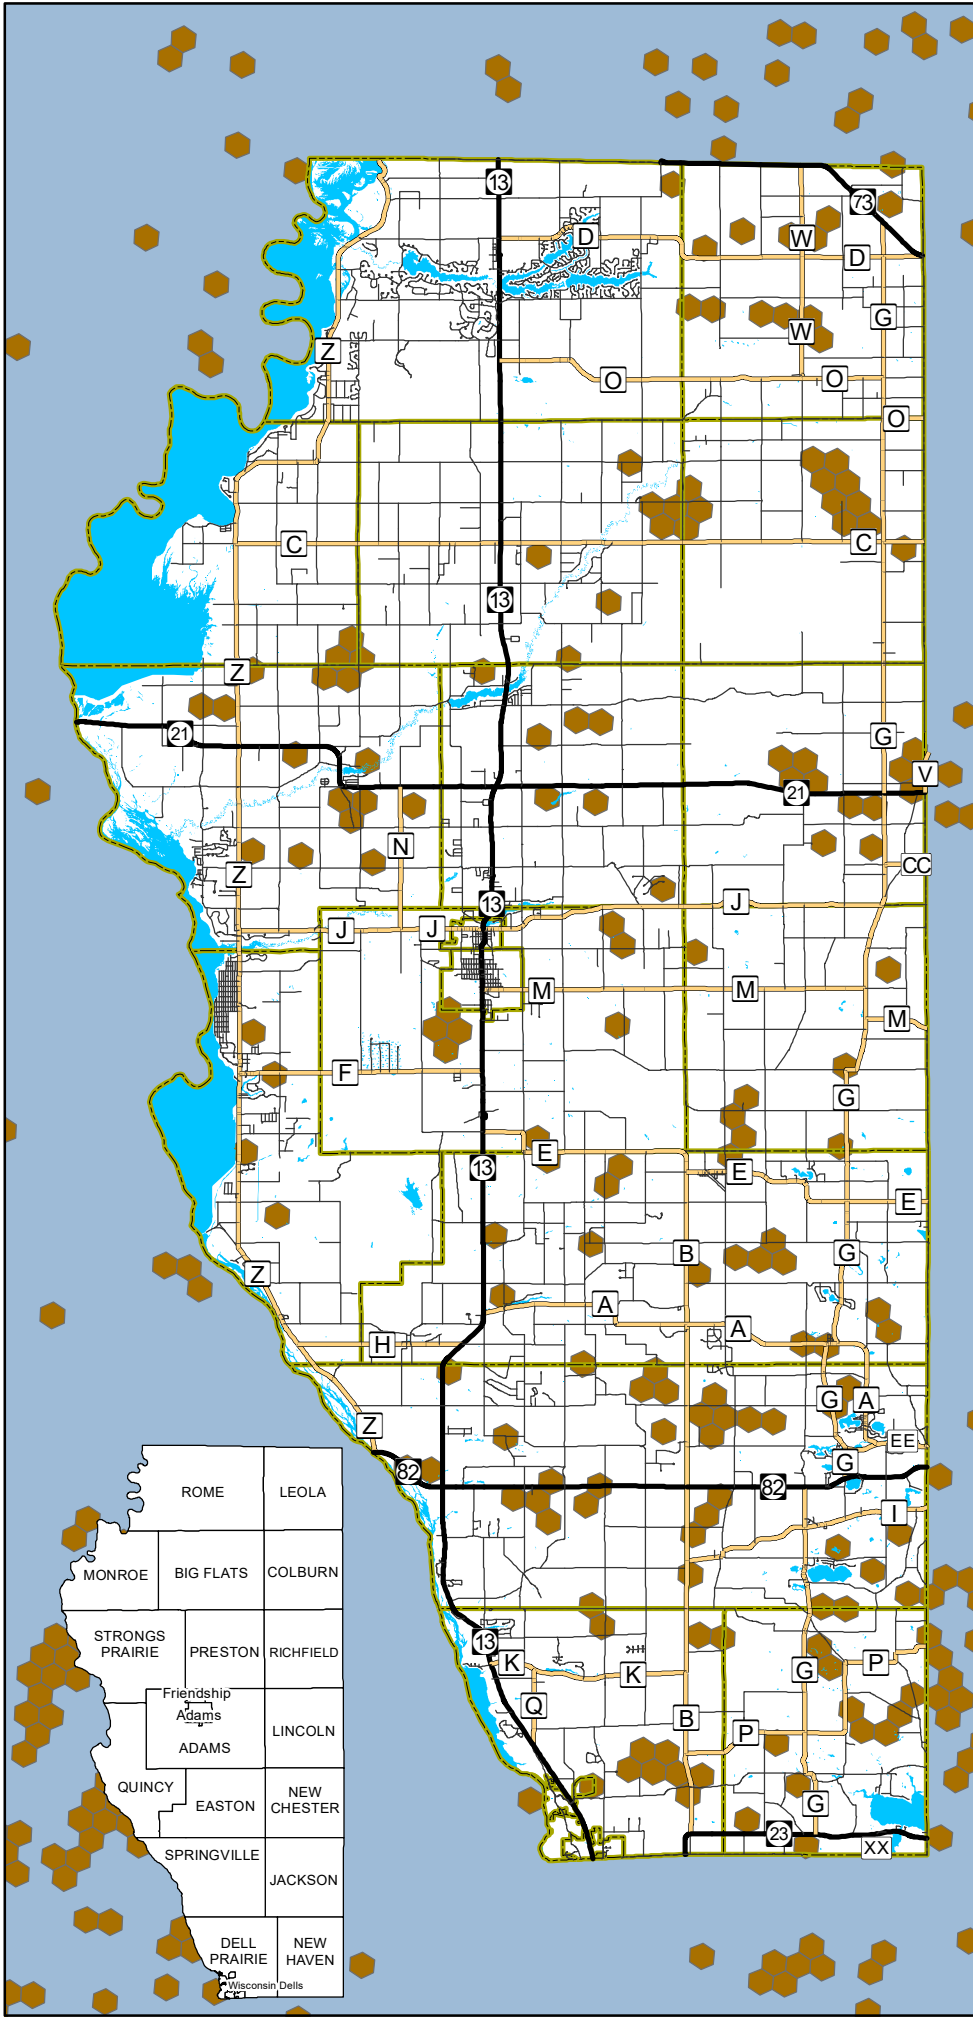 13
73
D
W
D
G
W
Z
O
O
O
C
C
13
Z
21
G
V
21
N
CC
Z
13
J
J
J
M
M
M
F
G
E
13
E
E
B
G
Z
A
A
H
G
A
Z
EE
G
82
82
I
13
K
K
P
G
Q
B
P
G
23
XX
ROME
LEOLA
MONROE
BIG FLATS
COLBURN
STRONGS
PRAIRIE
PRESTON
RICHFIELD
Friendship
Adams
ADAMS
LINCOLN
QUINCY
EASTON
NEW
CHESTER
SPRINGVILLE
JACKSON
DELL
PRAIRIE
NEW
HAVEN
Wisconsin Dells